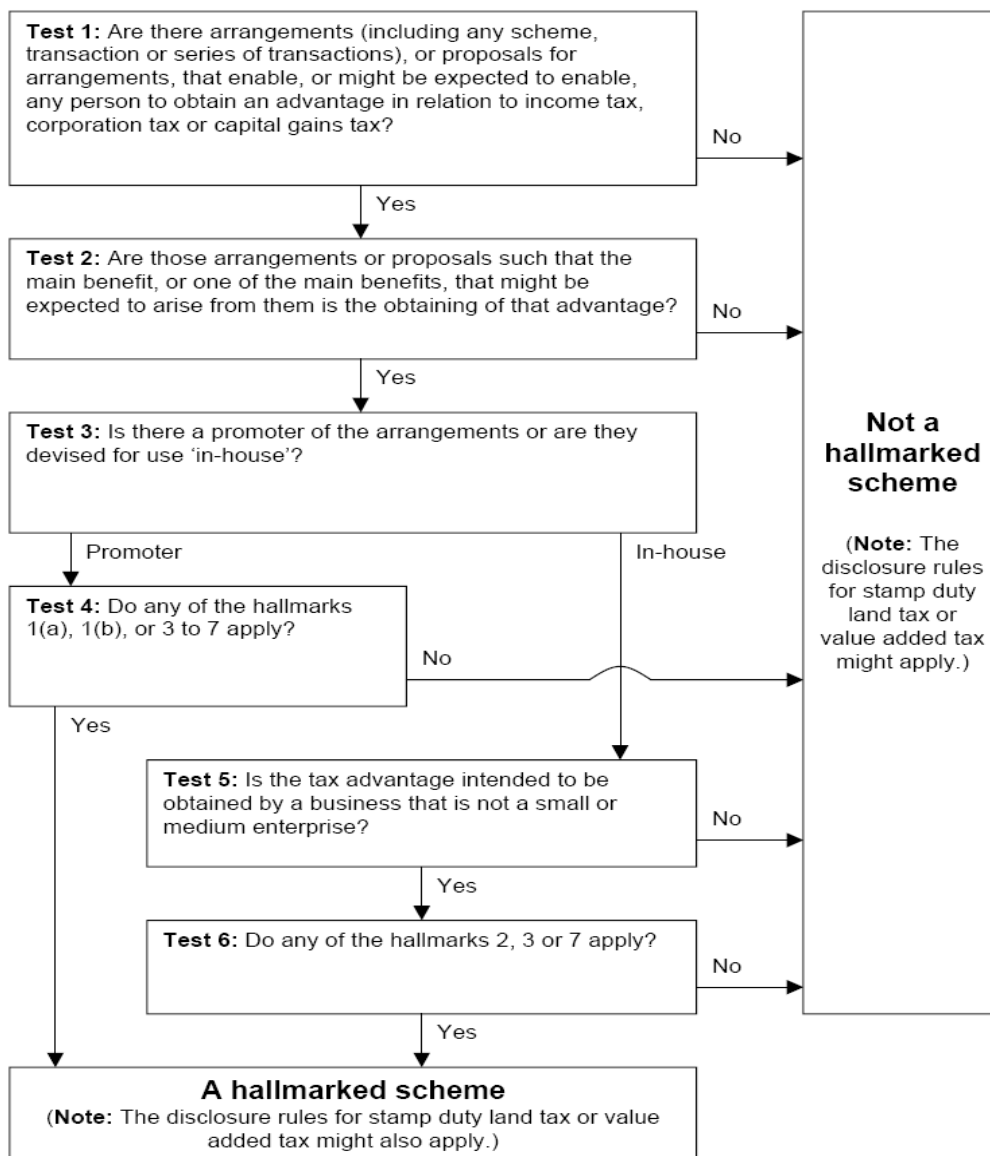 Test 1: Are there arrangements (including any scheme,
transaction or series of transactions), or proposals for
arrangements, that enable, or might be expected to enable,
any person to obtain an advantage in relation to income tax,
corporation tax or capital gains tax?
No
Yes
Test 2: Are those arrangements or proposals such that the
main benefit, or one of the main benefits, that might be
expected to arise from them is the obtaining of that advantage?
No
Yes
Test 3: Is there a promoter of the arrangements or are they
devised for use ‘in-house’?
Promoter
In-house
Test 4: Do any of the hallmarks
1(a), 1(b), or 3 to 7 apply?
No
Yes
Test 5: Is the tax advantage intended to be
obtained by a business that is not a small or
medium enterprise?
No
Yes
Test 6: Do any of the hallmarks 2, 3 or 7 apply?
No
Yes
Not a
hallmarked
scheme
(Note: The
disclosure rules
for stamp duty
land tax or
value added tax
might apply.)
A hallmarked scheme
(Note: The disclosure rules for stamp duty land tax or value
added tax might also apply.)